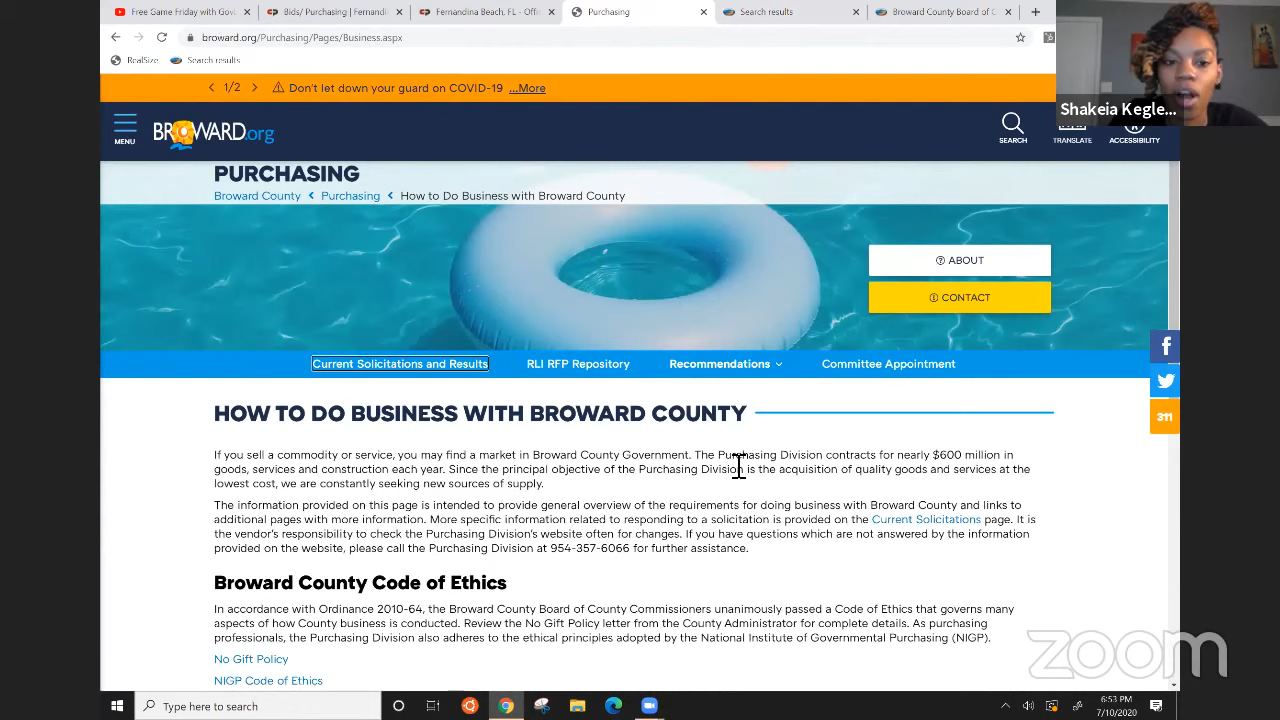 Free Game Friday with Govi
Bids/ Purchasing | Fernandi
Fernandina Beach, FL - Offi
Purchasing
Search results
Broward County Board of C
broward.org/Purchasing/Pages/Business.aspx
RealSize
Search results
Shakeia Kegle...
1/2
Don't let down your guard on COVID-19 ...More
MENU
BROWARD.org
SEARCH
TRANSLATE
ACCESSIBILITY
PURCHASING
Broward County
Purchasing
How to Do Business with Broward County
ABOUT
CONTACT
Current Solicitations and Results
RLI RFP Repository
Recommendations
Committee Appointment
311
HOW TO DO BUSINESS WITH BROWARD COUNTY
If you sell a commodity or service, you may find a market in Broward County Government. The Purchasing Division contracts for nearly $600 million in
goods, services and construction each year. Since the principal objective of the Purchasing Division is the acquisition of quality goods and services at the
lowest cost, we are constantly seeking new sources of supply.
The information provided on this page is intended to provide general overview of the requirements for doing business with Broward County and links to
additional pages with more information. More specific information related to responding to a solicitation is provided on the Current Solicitations page. It is
the vendor's responsibility to check the Purchasing Division's website often for changes. If you have questions which are not answered by the information
provided on the website, please call the Purchasing Division at 954-357-6066 for further assistance.
Broward County Code of Ethics
In accordance with Ordinance 2010-64, the Broward County Board of County Commissioners unanimously passed a Code of Ethics that governs many
aspects of how County business is conducted. Review the No Gift Policy letter from the County Administrator for complete details. As purchasing
professionals, the Purchasing Division also adheres to the ethical principles adopted by the National Institute of Governmental Purchasing (NIGP).
No Gift Policy
NIGP Code of Ethics
zoom
Type here to search
6:53 PM
7/10/2020